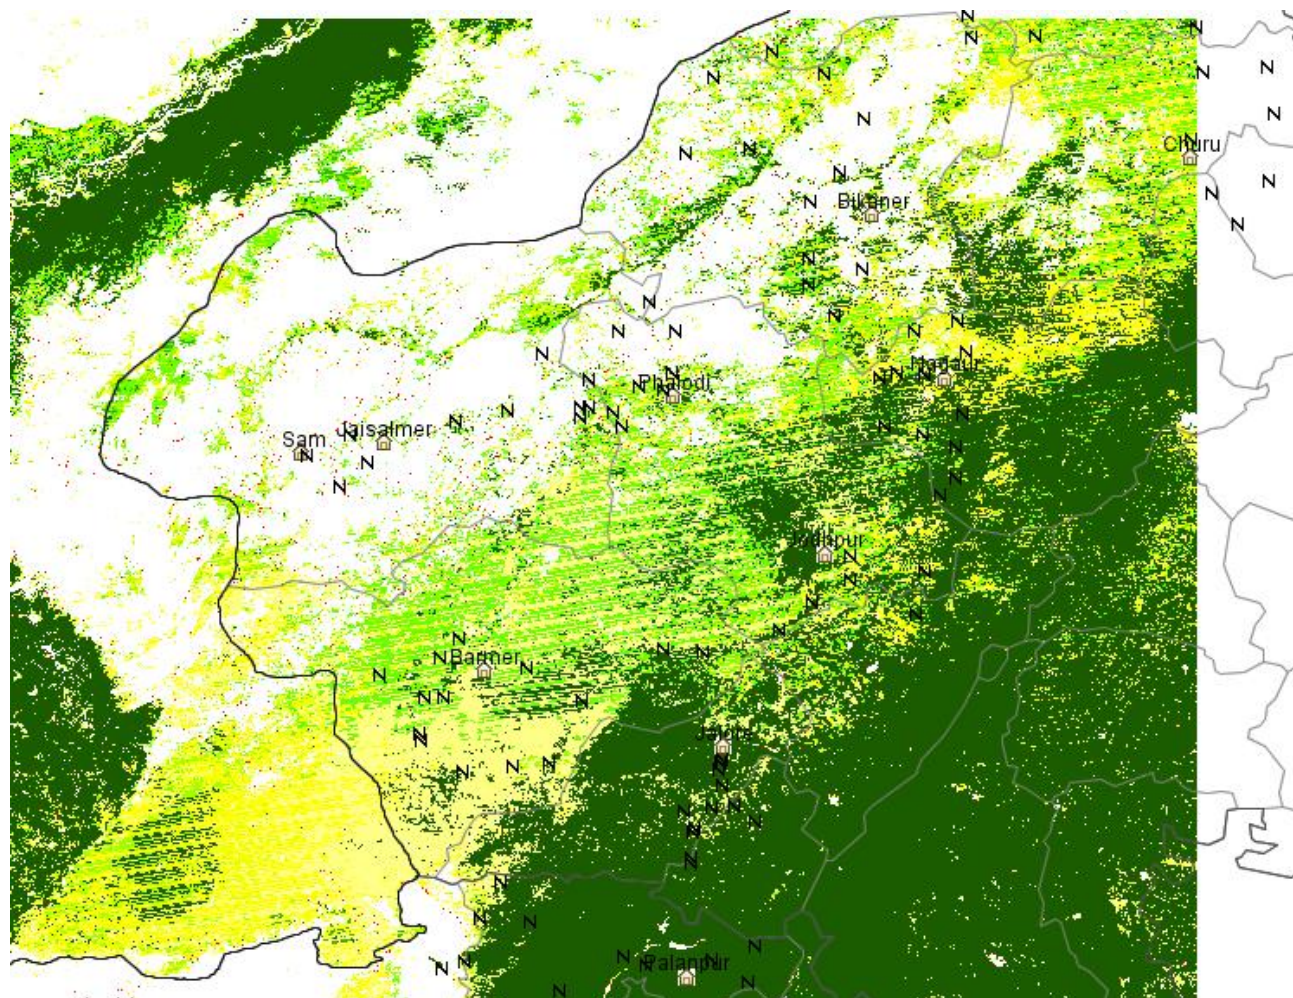 Churu
Bikaner
Nagaur
Phalodi
Jaisalmer
Sam
Jodhpur
Barmer
Jalore
Palanpur